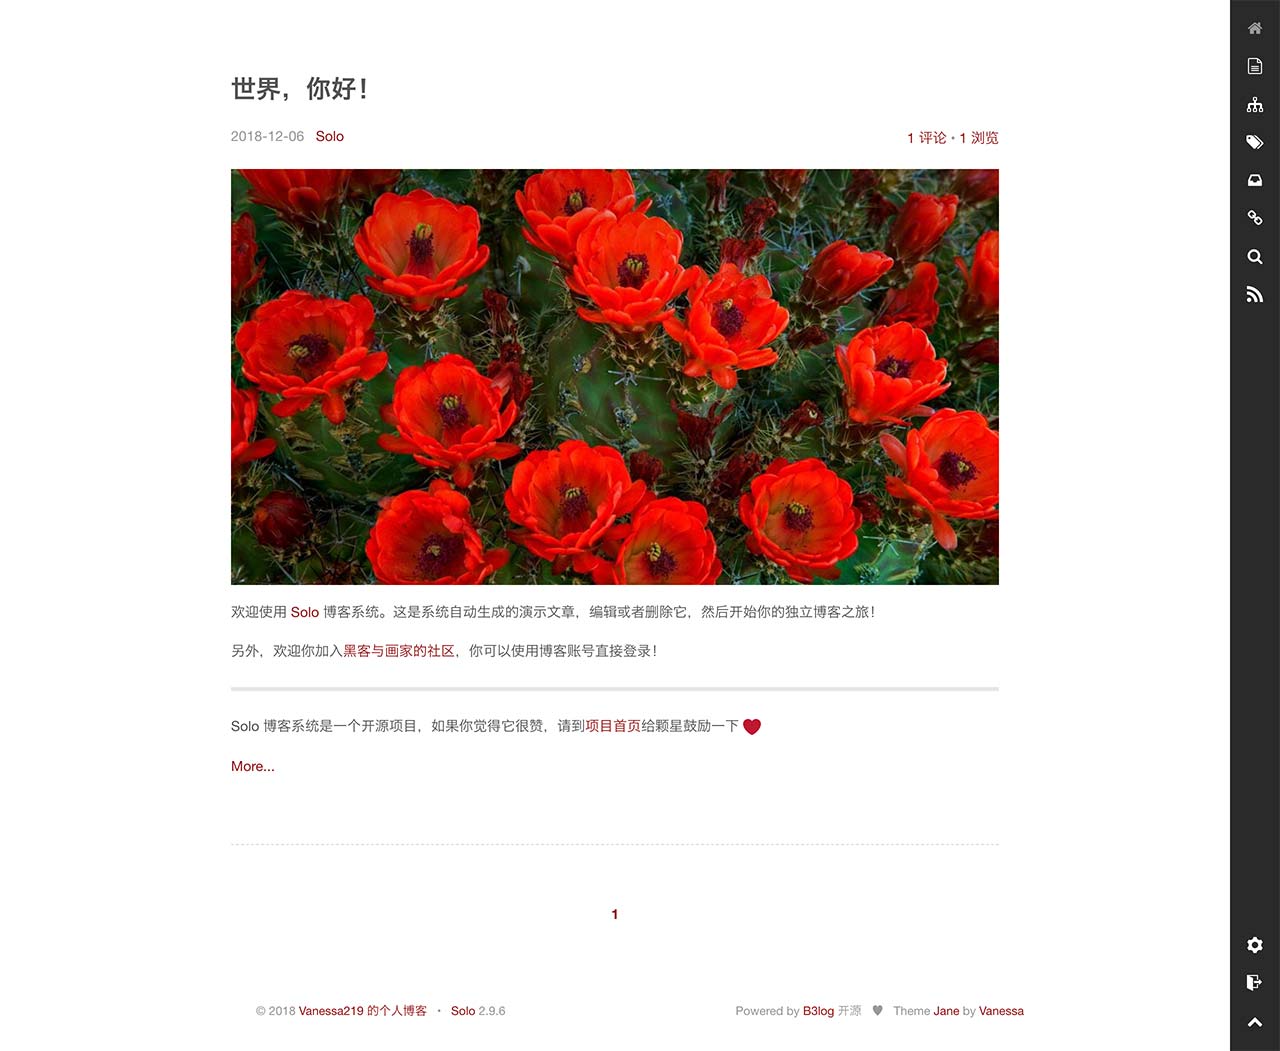 世界，你好！
2018-12-06 Solo 1 评论 • 1 浏览
欢迎使用 Solo 博客系统。这是系统自动生成的演示文章，编辑或者删除它，然后开始你的独立博客之旅！
另外，欢迎你加入黑客与画家的社区，你可以使用博客账号直接登录！
Solo 博客系统是一个开源项目，如果你觉得它很赞，请到项目首页给颗星鼓励一下 ❤️
More...
1
© 2018 Vanessa219 的个人博客 • Solo 2.9.6 Powered by B3log 开源 ♥ Theme Jane by Vanessa